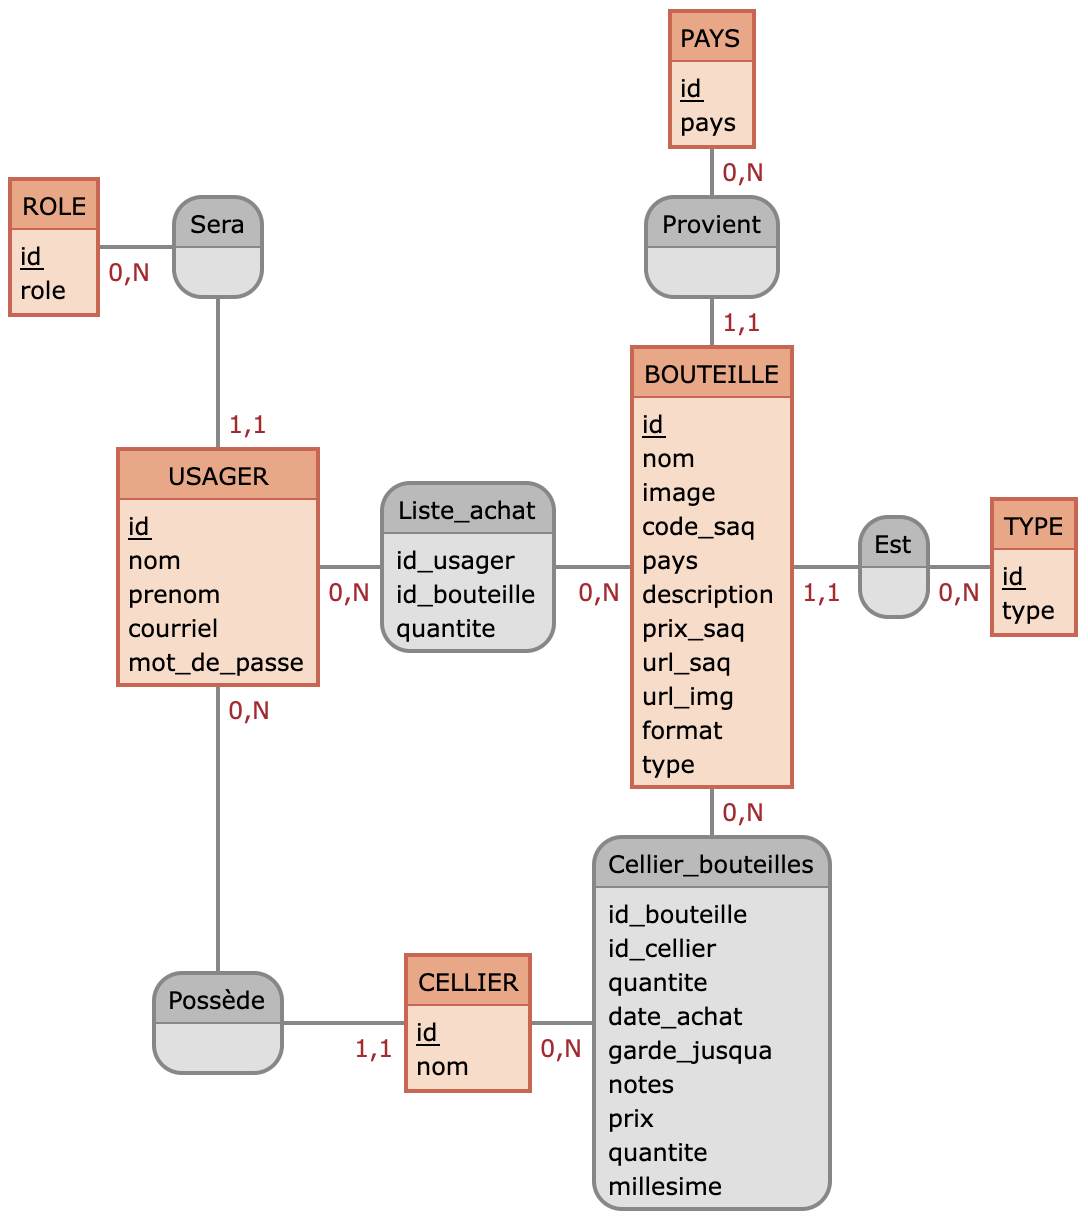 PAYS
id
pays
0,N
ROLE
id
role
0,N
Sera
Provient
1,1
1,1
USAGER
id
nom
prenom
courriel
mot_de_passe
0,N
0,N
Liste_achat
id_usager
id_bouteille
quantite
0,N
BOUTEILLE
id
nom
image
code_saq
pays
description
prix_saq
url_saq
url_img
format
type
1,1
0,N
Est
0,N
TYPE
id
type
Possède
1,1
CELLIER
id
nom
0,N
Cellier_bouteilles
id_bouteille
id_cellier
quantite
date_achat
garde_jusqua
notes
prix
quantite
millesime